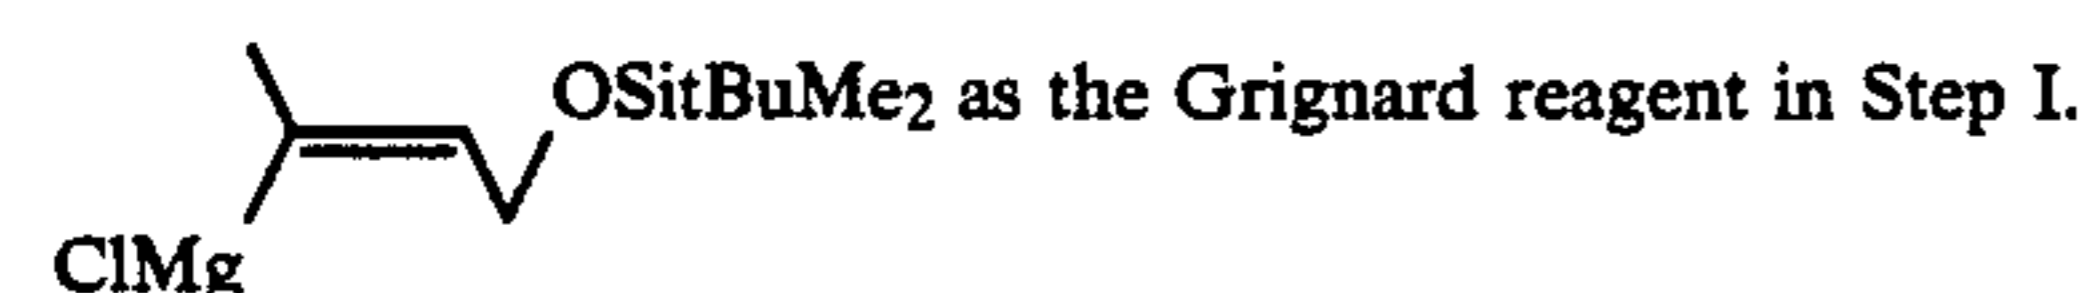 OSitBuMe2 as the Grignard reagent in Step I.
ClMg